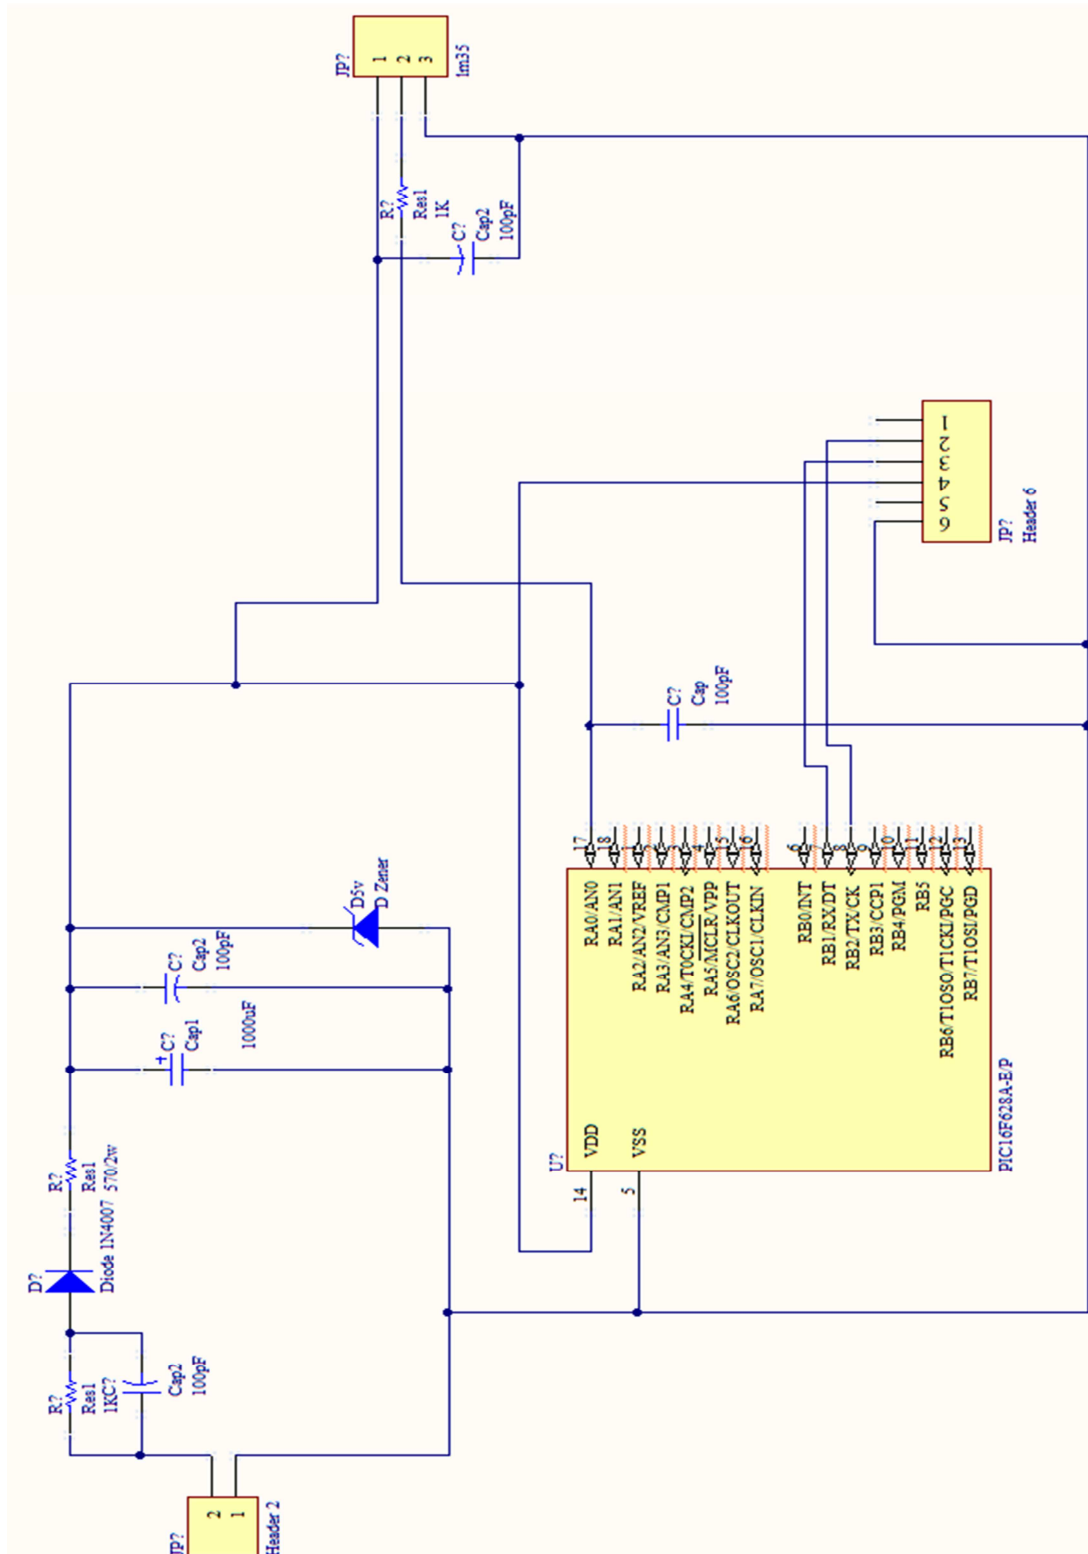 JP?
1
2
3
lm35
R?
Res1
1K
C?
Cap2
100pF
1
2
3
4
5
6
JP?
Header 6
C?
Cap
100pF
D5v
D Zener
C?
Cap2
100pF
C?
Cap1
1000uF
R?
Res1
570/2w
D?
Diode 1N4007
R?
Res1
1K
C?
Cap2
100pF
JP?
2
1
Header 2
U?
14
VDD
5
VSS
17
RA0/AN0
18
RA1/AN1
1
RA2/AN2/VREF
RA3/AN3/CMP1
RA4/T0CKI/CMP2
4
RA5/MCLR/VPP
15
RA6/OSC2/CLKOUT
16
RA7/OSC1/CLKIN
6
RB0/INT
7
RB1/RX/DT
8
RB2/TX/CK
9
RB3/CCP1
10
RB4/PGM
11
RB5
12
RB6/T1OSO/T1CKI/PGC
13
RB7/T1OSI/PGD
PIC16F628A-E/P